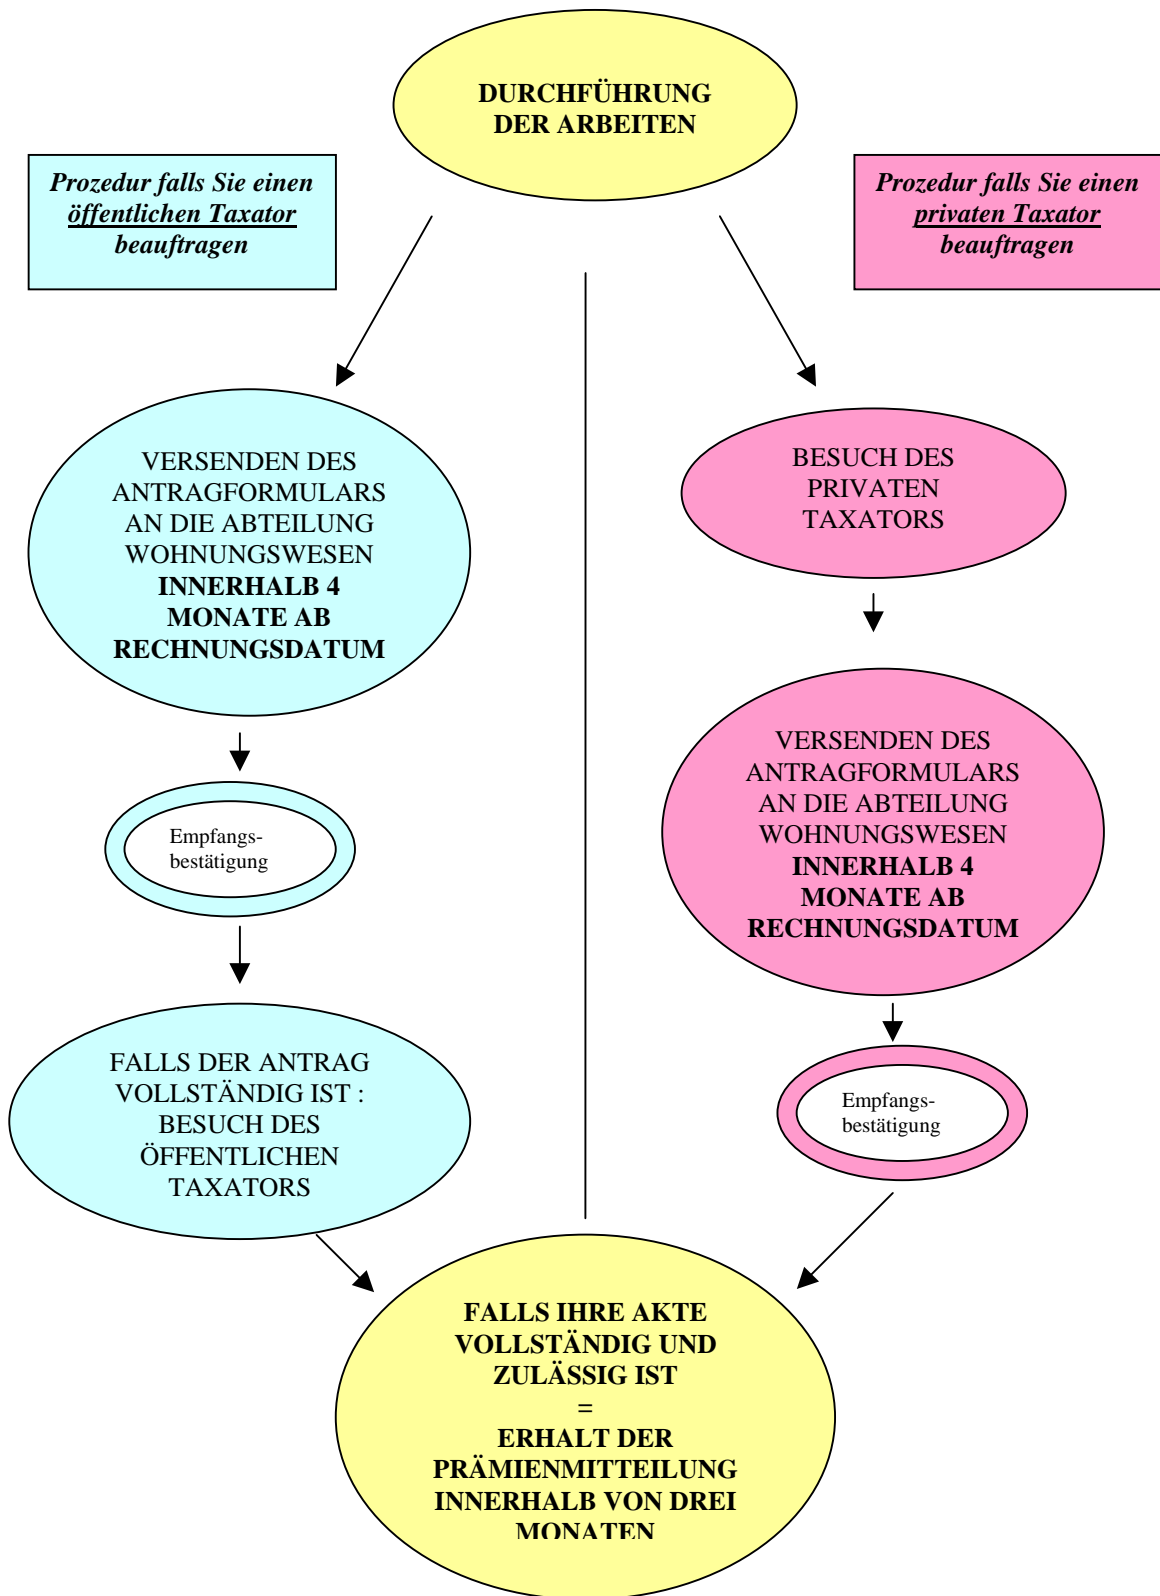 DURCHFÜHRUNG
DER ARBEITEN
Prozedur falls Sie einen
öffentlichen Taxator
beauftragen
Prozedur falls Sie einen
privaten Taxator
beauftragen
VERSENDEN DES
ANTRAGFORMULARS
AN DIE ABTEILUNG
WOHNUNGSWESEN
INNERHALB 4
MONATE AB
RECHNUNGSDATUM
Empfangs-
bestätigung
FALLS DER ANTRAG
VOLLSTÄNDIG IST :
BESUCH DES
ÖFFENTLICHEN
TAXATORS
BESUCH DES
PRIVATEN
TAXATORS
VERSENDEN DES
ANTRAGFORMULARS
AN DIE ABTEILUNG
WOHNUNGSWESEN
INNERHALB 4
MONATE AB
RECHNUNGSDATUM
Empfangs-
bestätigung
FALLS IHRE AKTE
VOLLSTÄNDIG UND
ZULÄSSIG IST
=
ERHALT DER
PRÄMIENMITTEILUNG
INNERHALB VON DREI
MONATEN